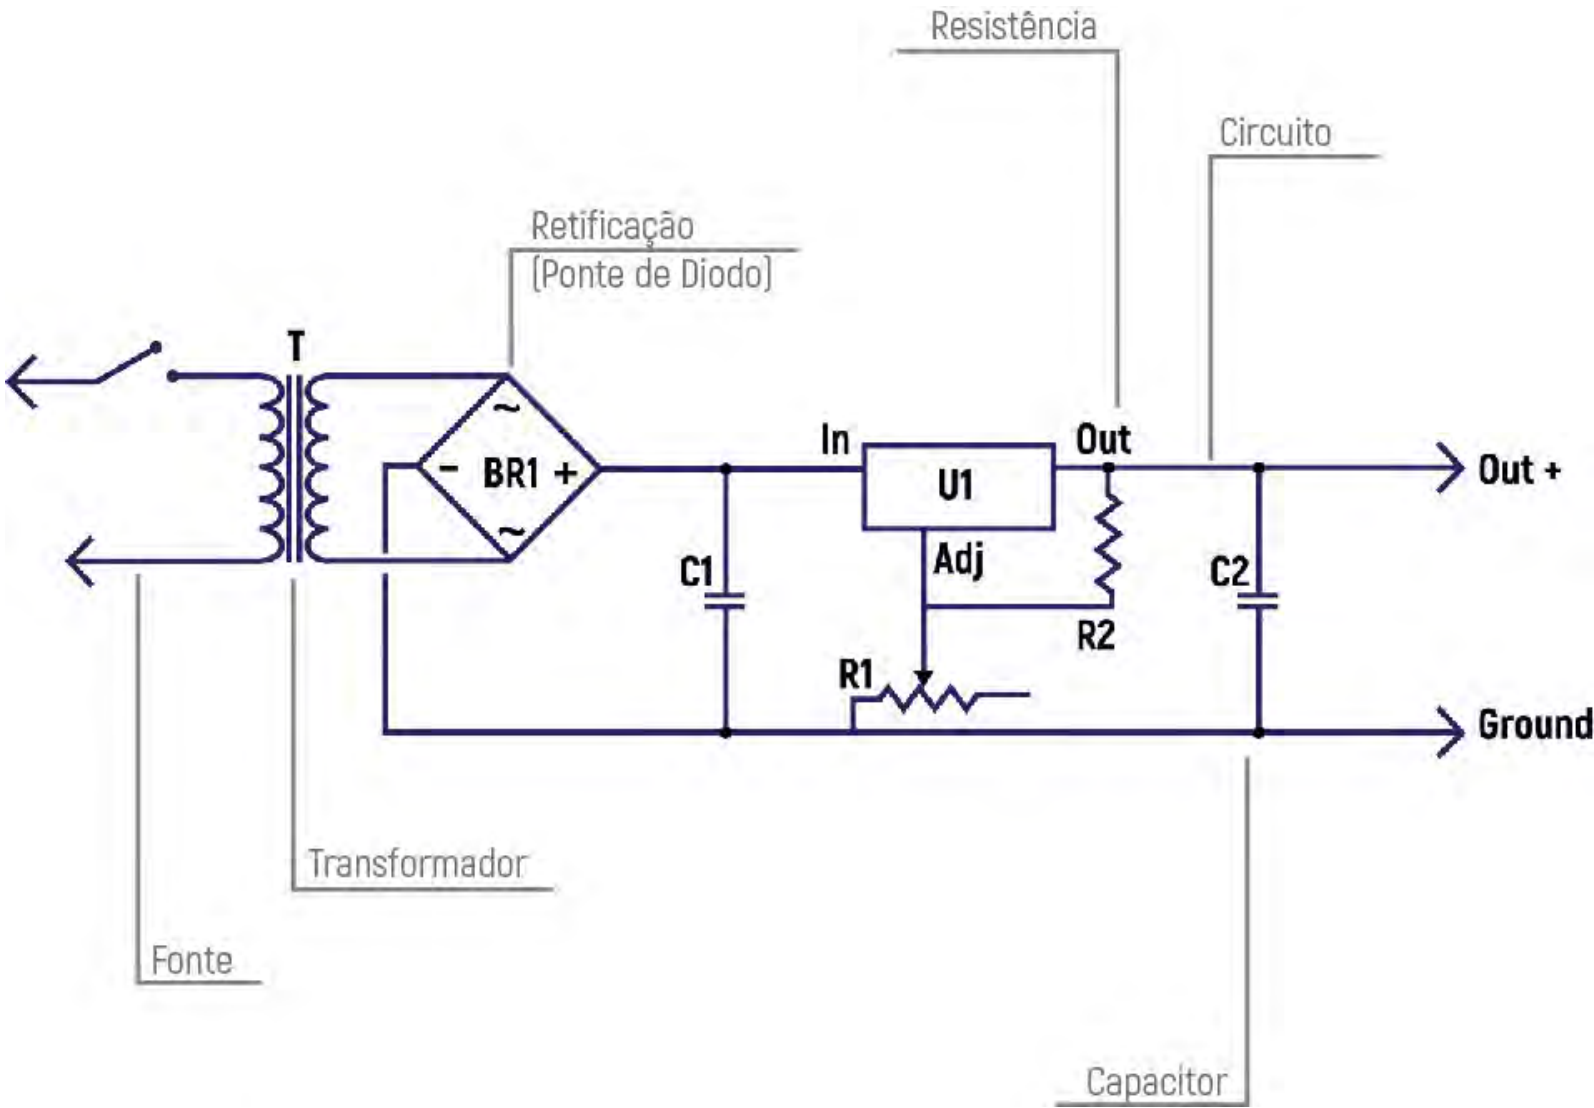 Resistência
Circuito
Retificação
(Ponte de Diodo)
T
~
- BR1 +
~
In
U1
Out
Out +
Adj
C1
C2
R2
R1
Ground
Transformador
Fonte
Capacitor